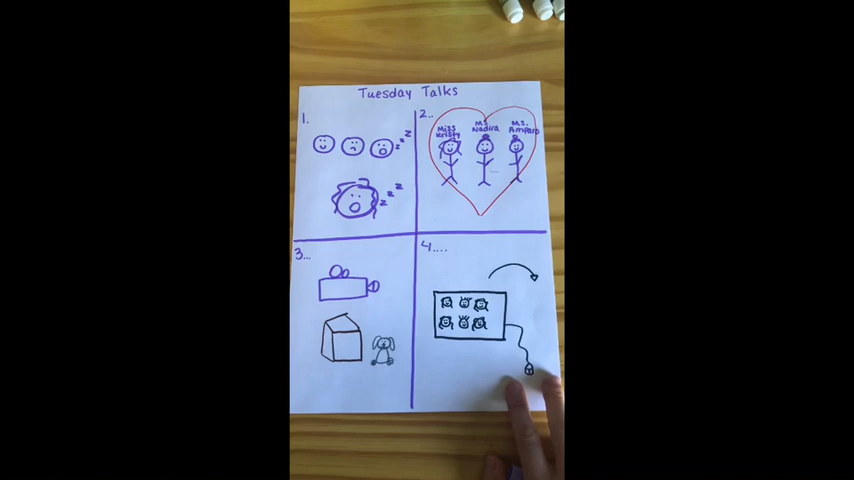 Tuesday Talks
1.
z z z
z z z
2..
Miss Kristy
Ms. Nadira
Ms. Amparo
3...
4....